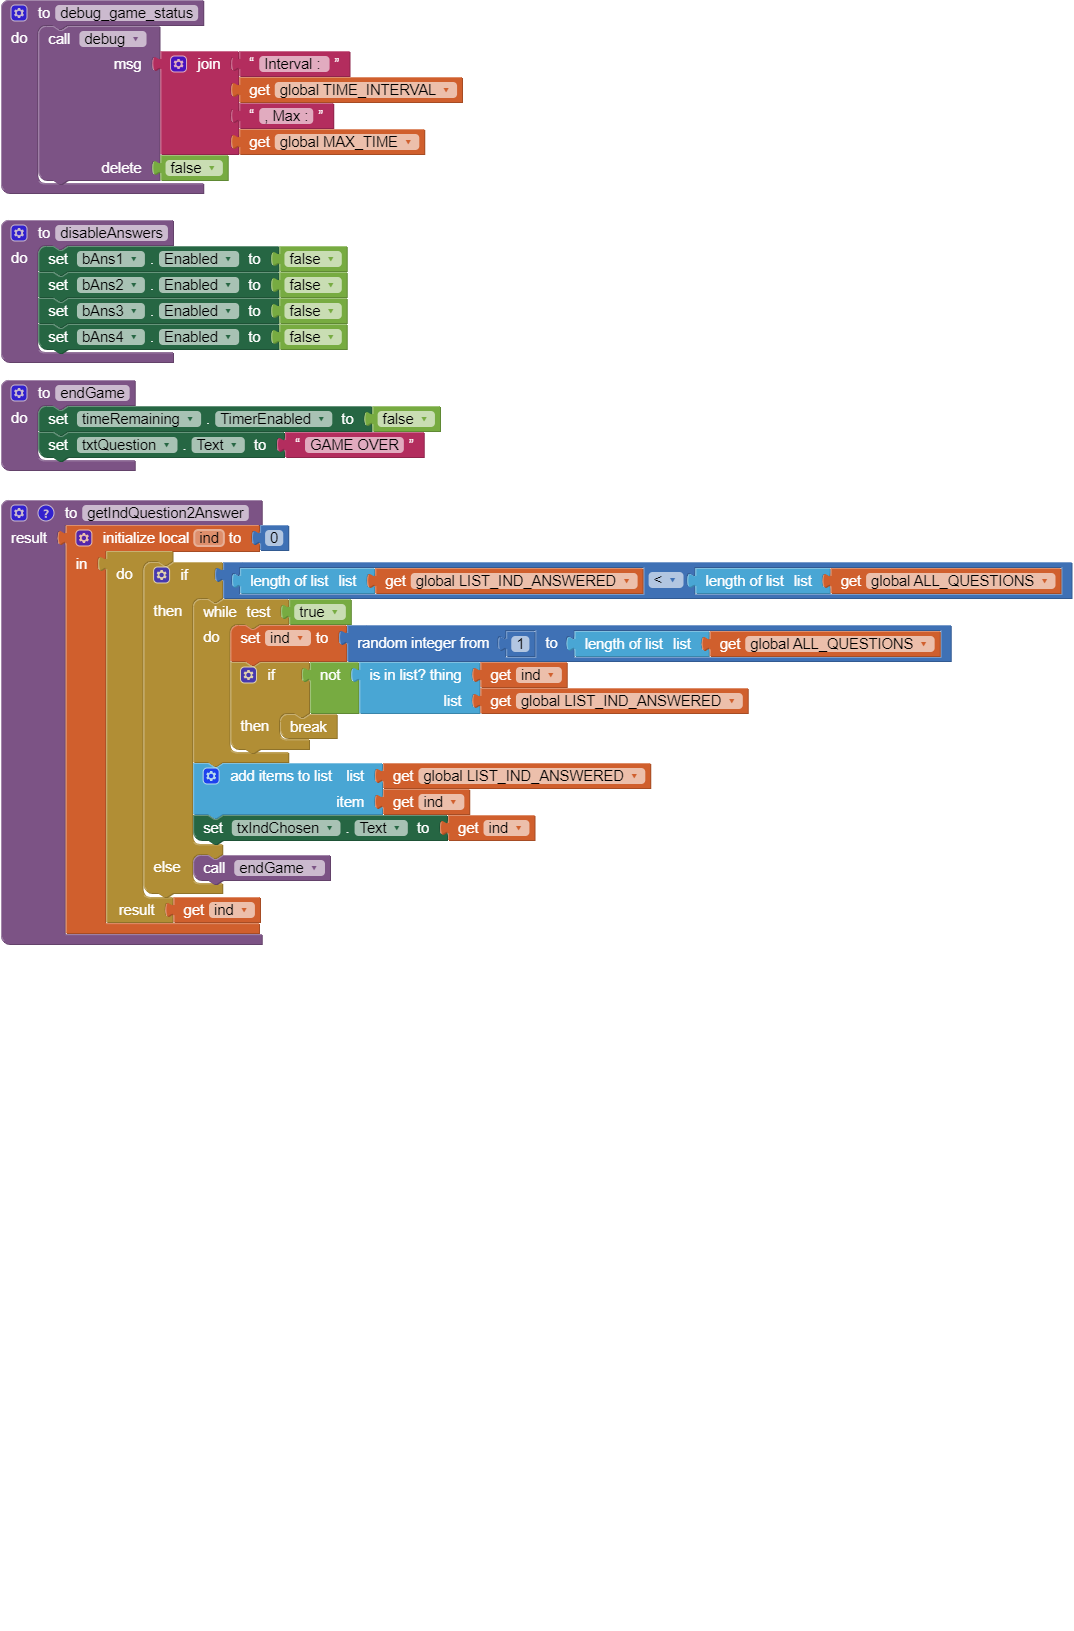 to debug_game_status
do call debug
msg join " Interval : "
get global TIME_INTERVAL
" , Max : "
get global MAX_TIME
delete false
to disableAnswers
do set bAns1 . Enabled to false
set bAns2 . Enabled to false
set bAns3 . Enabled to false
set bAns4 . Enabled to false
to endGame
do set timeRemaining . TimerEnabled to false
set txtQuestion . Text to " GAME OVER "
? to getIndQuestion2Answer
result initialize local ind to 0
in do if length of list list get global LIST_IND_ANSWERED < length of list list get global ALL_QUESTIONS
then while test true
do set ind to random integer from 1 to length of list list get global ALL_QUESTIONS
if not is in list? thing get ind
list get global LIST_IND_ANSWERED
then break
add items to list list get global LIST_IND_ANSWERED
item get ind
set txIndChosen . Text to get ind
else call endGame
result get ind